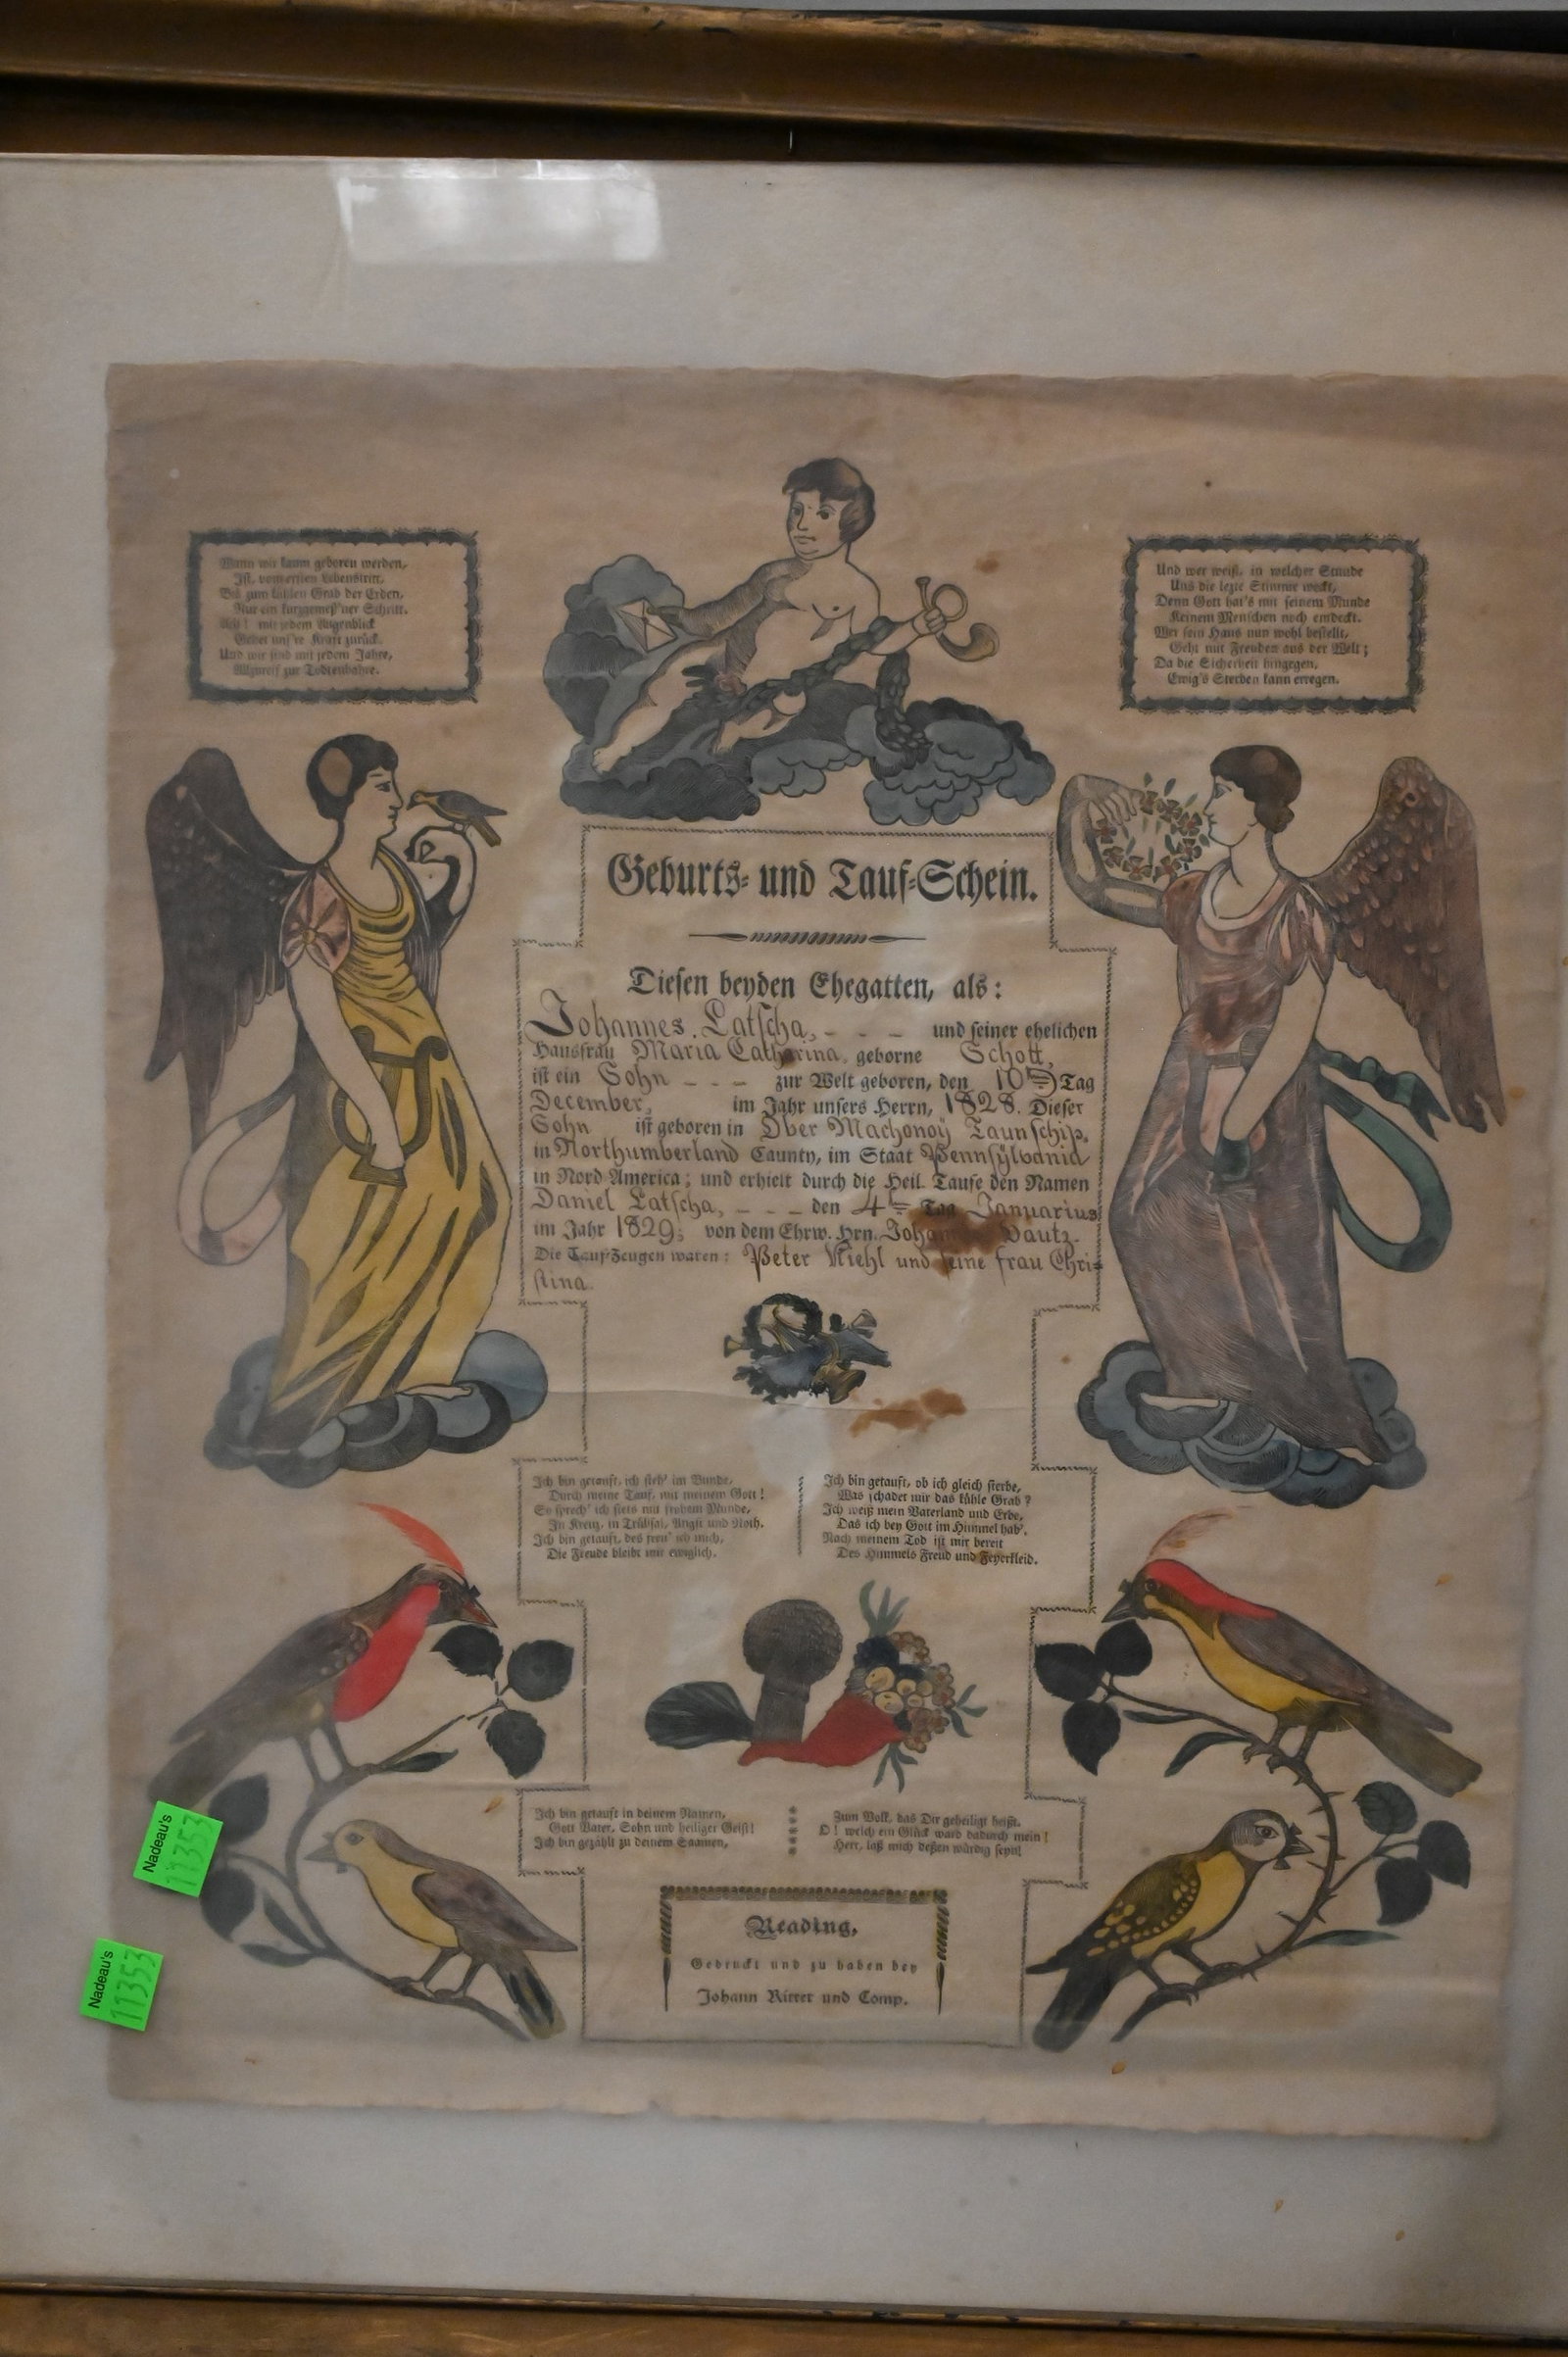 Wann wir kaum geboren werden,
Ist, vom ersten Lebenstritt,
Bis zum kühlen Grab der Erden,
Nur ein kurzgemeß'ner Schritt.
Ach! mit jedem Augenblick
Gehet uns're Kraft zurück.
Und wir sind mit jedem Jahre,
Allzureif zur Todtenbahre.
Und wer weiß, in welcher Stunde
Uns die lezte Stimme weckt,
Denn Gott hat's mit seinem Munde
Keinem Menschen noch entdeckt.
Wer sein Haus nun wohl bestellt,
Geht mit Freuden aus der Welt;
Da die Sicherheit hingegen,
Ewig's Sterben kann erregen.
Geburts- und Tauf-Schein.
Diesen beyden Ehegatten, als:
Johannes Latscha, - - - und seiner ehelichen
Hausfrau Maria Catharina, geborne Schott,
ist ein Sohn - - - zur Welt geboren, den 10ten Tag
December, im Jahr unsers Herrn, 1828. Dieser
Sohn ist geboren in Ober Machonoÿ Taunschip,
in Northumberland Caunty, im Staat Pennsÿlvania
in Nord America; und erhielt durch die Heil. Taufe den Namen
Daniel Latscha, - - - den 4te Tag Januarius
im Jahr 1829; von dem Ehrw. Hrn. Vautz.
Die Tauf-Zeugen waren: Peter Kiehl und seine frau Chri=
stina.
Ich bin getauft, ich steh' im Bunde,
Durch meine Tauf, mit meinem Gott!
So sprech' ich stets mit frohem Munde,
In Kreuz, in Trübsal, Angst und Noth.
Ich bin getauft, des freu' ich mich,
Die Freude bleibt mir ewiglich.
Ich bin getauft, ob ich gleich sterbe,
Was schadet mir das kühle Grab?
Ich weiß mein Vaterland und Erbe,
Das ich bey Gott im Himmel hab'.
Nach meinem Tod ist mir bereit
Des Himmels Freud und Feyerkleid.
Ich bin getauft in deinem Namen,
Gott Vater, Sohn und heiliger Geist!
Ich bin gezählt zu deinem Saamen,
Zum Volk, das Dir geheiligt heißt.
O! welch ein Glück ward dadurch mein!
Herr, laß mich deßen würdig seyn!
Reading,
Gedruckt und zu haben bey
Johann Ritter und Comp.
Nadeau's
11353
Nadeau's
11353